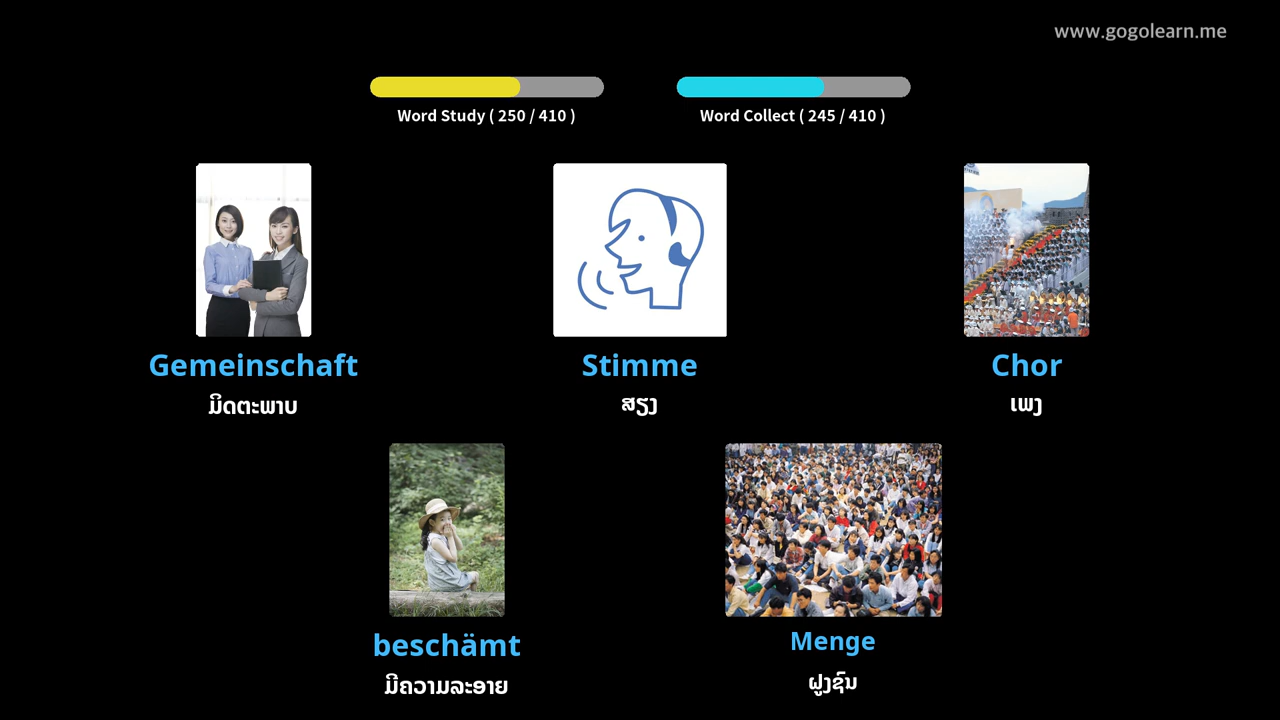 www.gogolearn.me
Word Study ( 250 / 410 )
Word Collect ( 245 / 410 )
Gemeinschaft
ມິດຕະພາບ
Stimme
ສຽງ
Chor
ເພງ
beschämt
ມີຄວາມລະອາຍ
Menge
ຝູງຊົນ